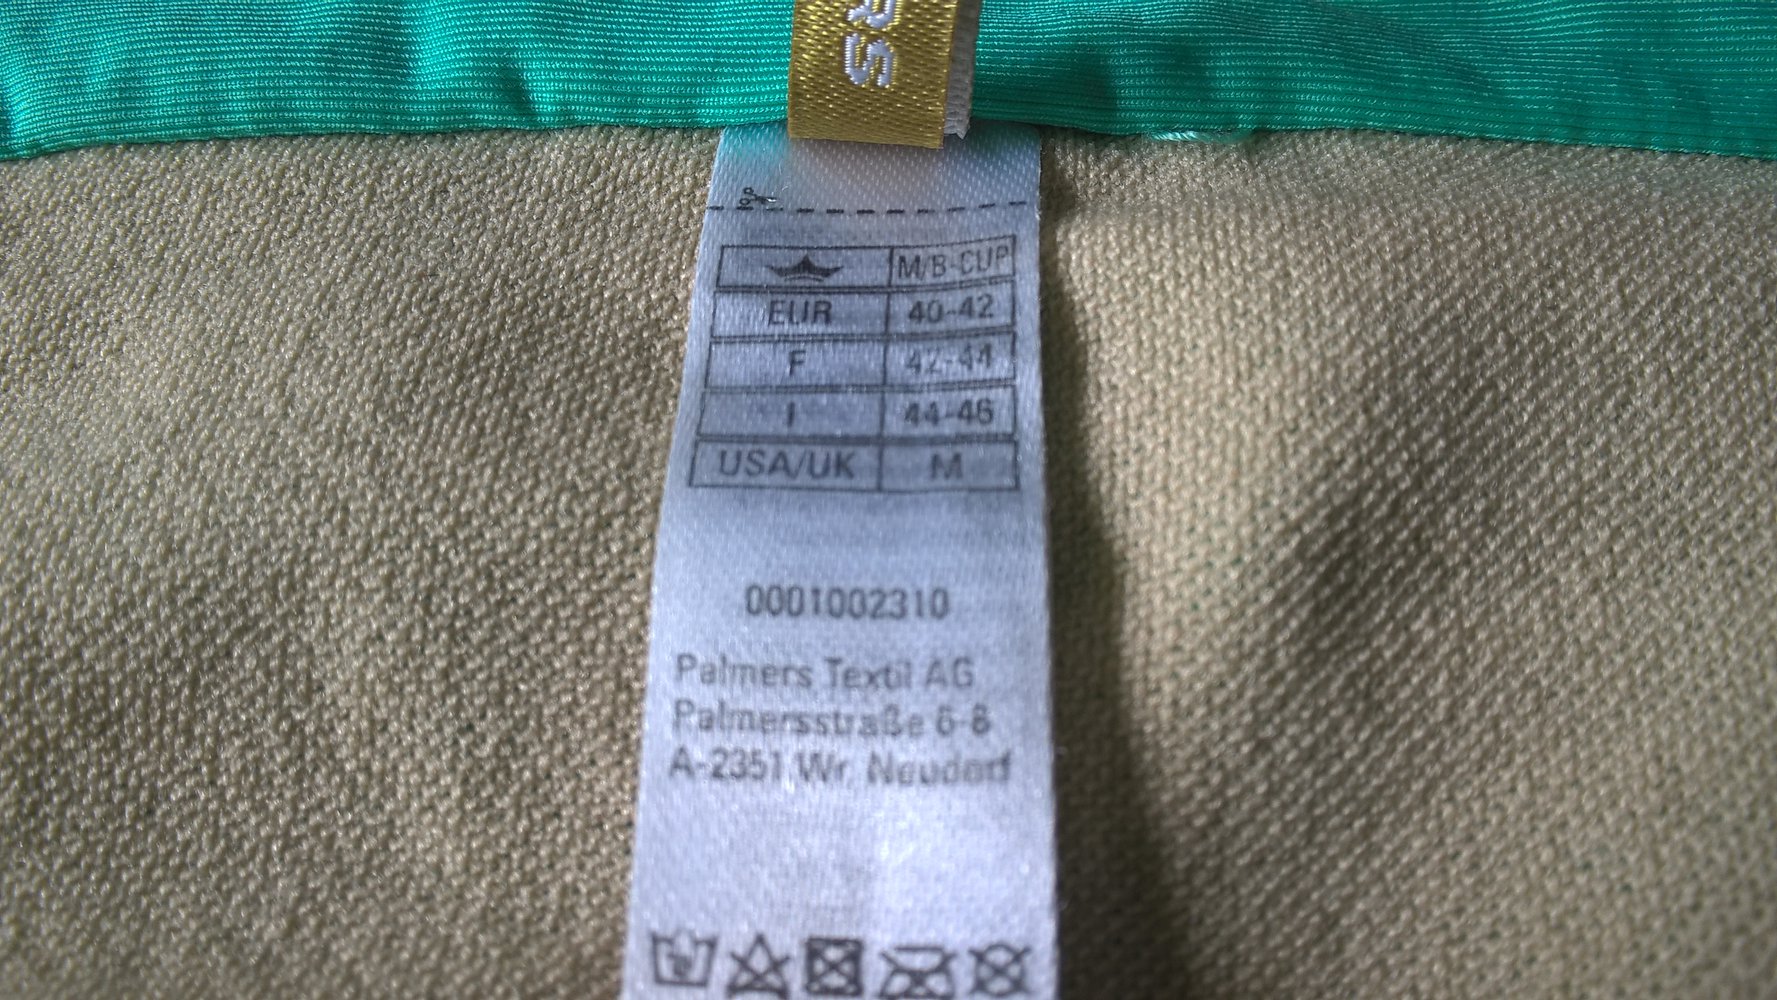 M/B-CUP
EUR 40-42
F 42-44
I 44-46
USA/UK M
0001002310
Palmers Textil AG
Palmersstraße 6-8
A-2351 Wr. Neudorf